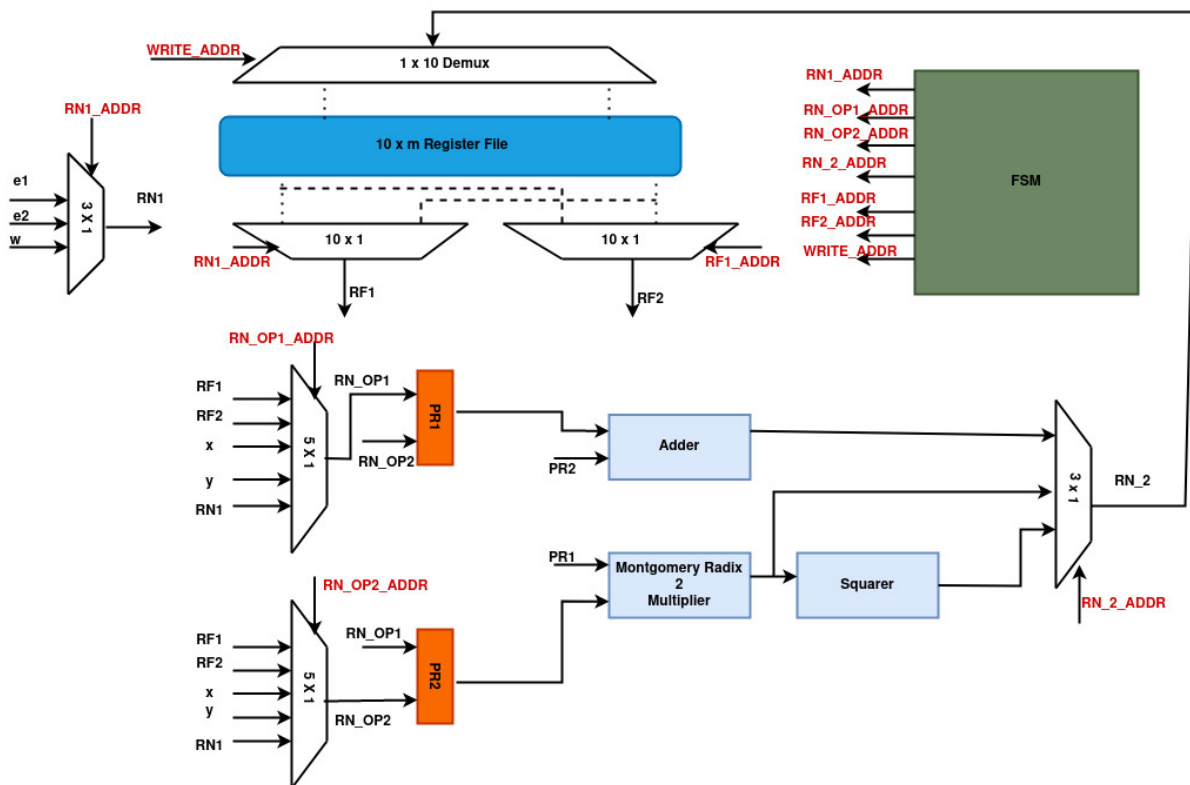 WRITE_ADDR
1 x 10 Demux
RN1_ADDR
10 x m Register File
e1
e2
w
3 X 1
RN1
10 x 1
10 x 1
RN1_ADDR
RF1_ADDR
RF1
RF2
RN1_ADDR
RN_OP1_ADDR
RN_OP2_ADDR
RN_2_ADDR
RF1_ADDR
RF2_ADDR
WRITE_ADDR
FSM
RN_OP1_ADDR
RF1
RF2
x
y
RN1
5 X 1
RN_OP1
RN_OP2
PR1
PR2
Adder
3 x 1
RN_2
RN_2_ADDR
PR1
Montgomery Radix
2
Multiplier
Squarer
RN_OP2_ADDR
RF1
RF2
x
y
RN1
5 X 1
RN_OP1
RN_OP2
PR2